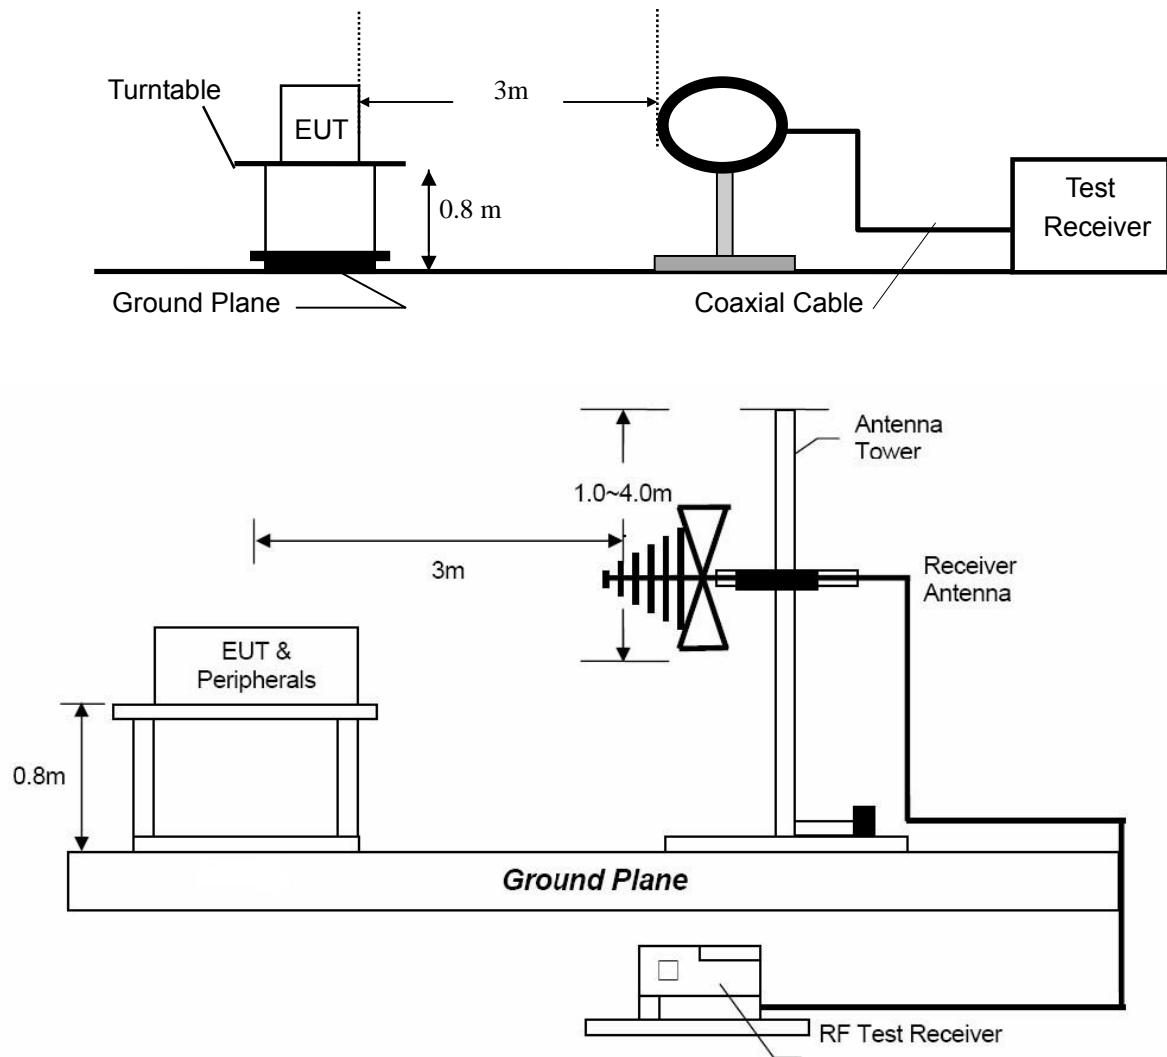 Turntable
3m
EUT
0.8 m
Test
Receiver
Ground Plane
Coaxial Cable
Antenna
Tower
1.0~4.0m
3m
Receiver
Antenna
EUT &
Peripherals
0.8m
Ground Plane
RF Test Receiver